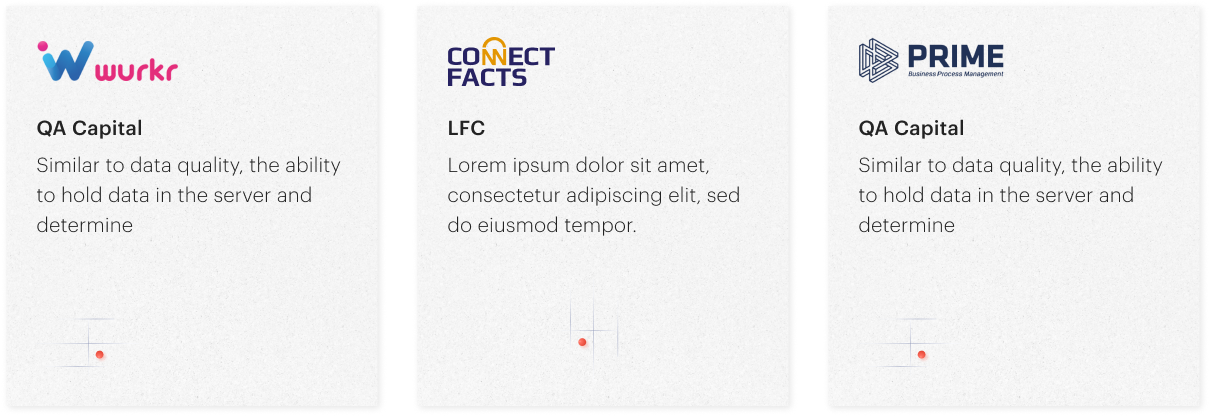 wurkr
QA Capital
Similar to data quality, the ability
to hold data in the server and
determine
CONNECT
FACTS
LFC
Lorem ipsum dolor sit amet,
consectetur adipiscing elit, sed
do eiusmod tempor.
PRIME
Business Process Management
QA Capital
Similar to data quality, the ability
to hold data in the server and
determine